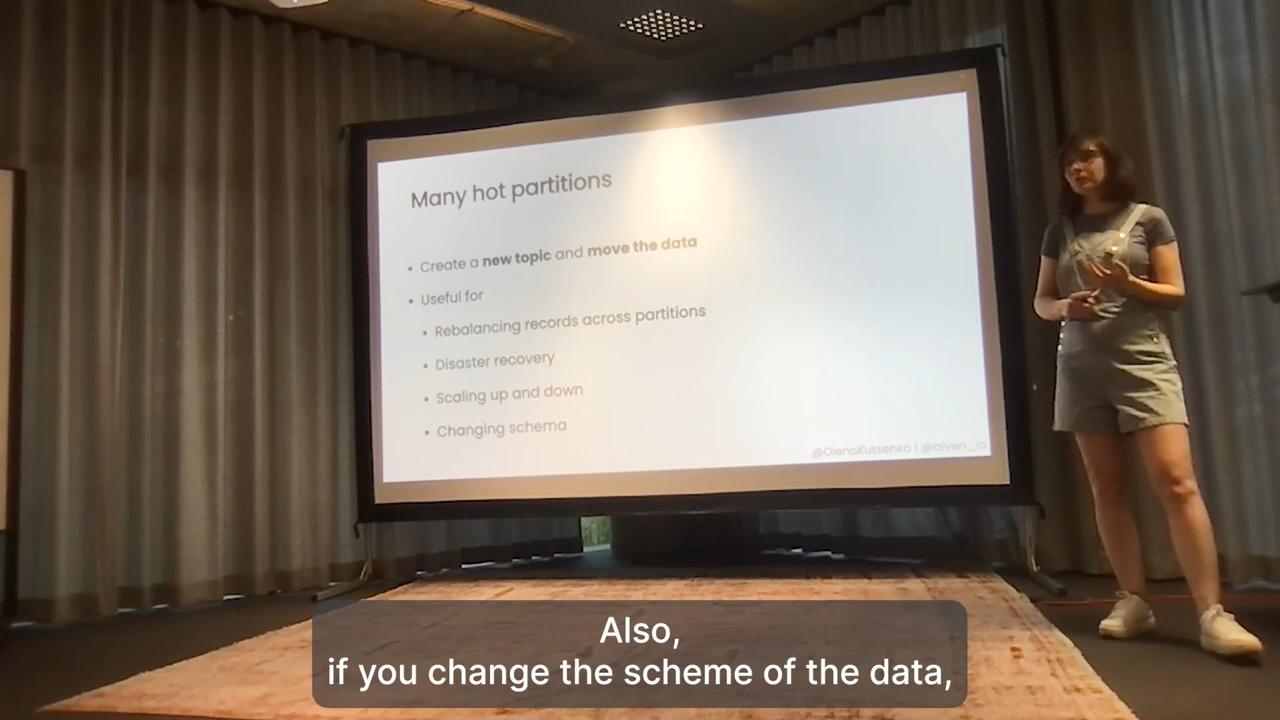 Many hot partitions
• Create a new topic and move the data
• Useful for
• Rebalancing records across partitions
• Disaster recovery
• Scaling up and down
• Changing schema
@OlenaKutsenko | @aiven_io
Also,
if you change the scheme of the data,